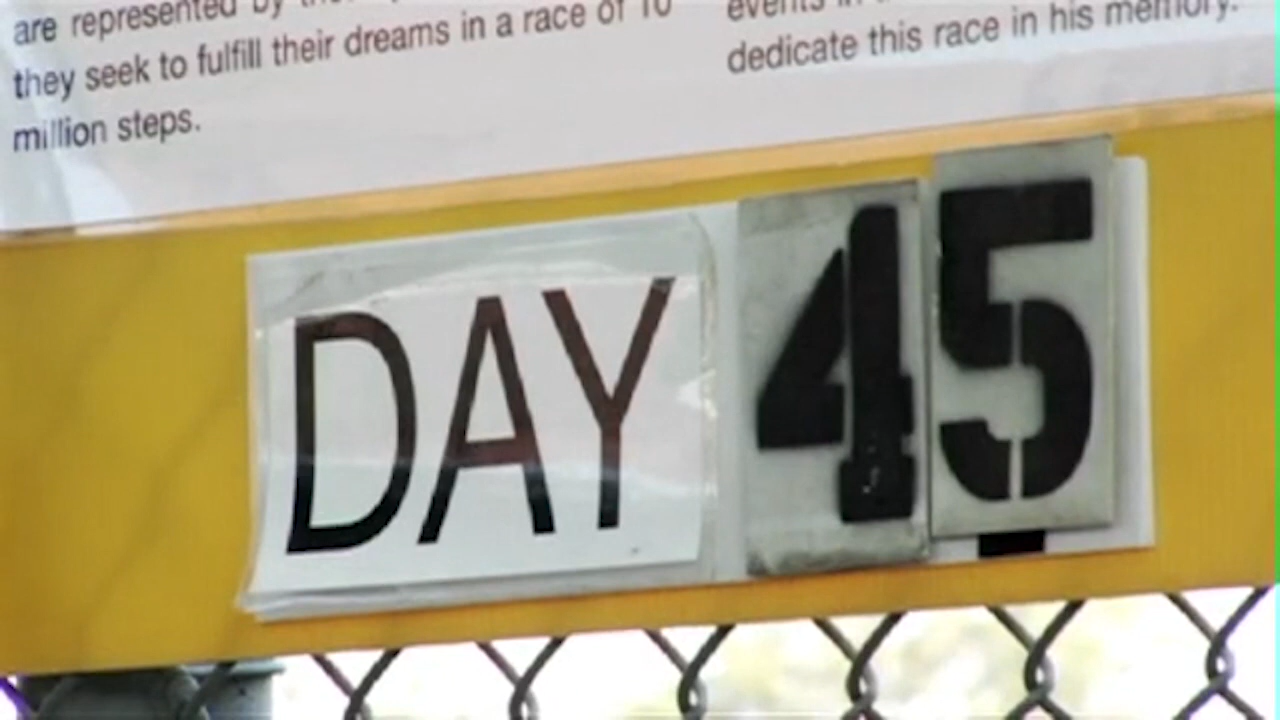 are represented by
they seek to fulfill their dreams in a race of 10
million steps.
events in
dedicate this race in his memory.
DAY 45